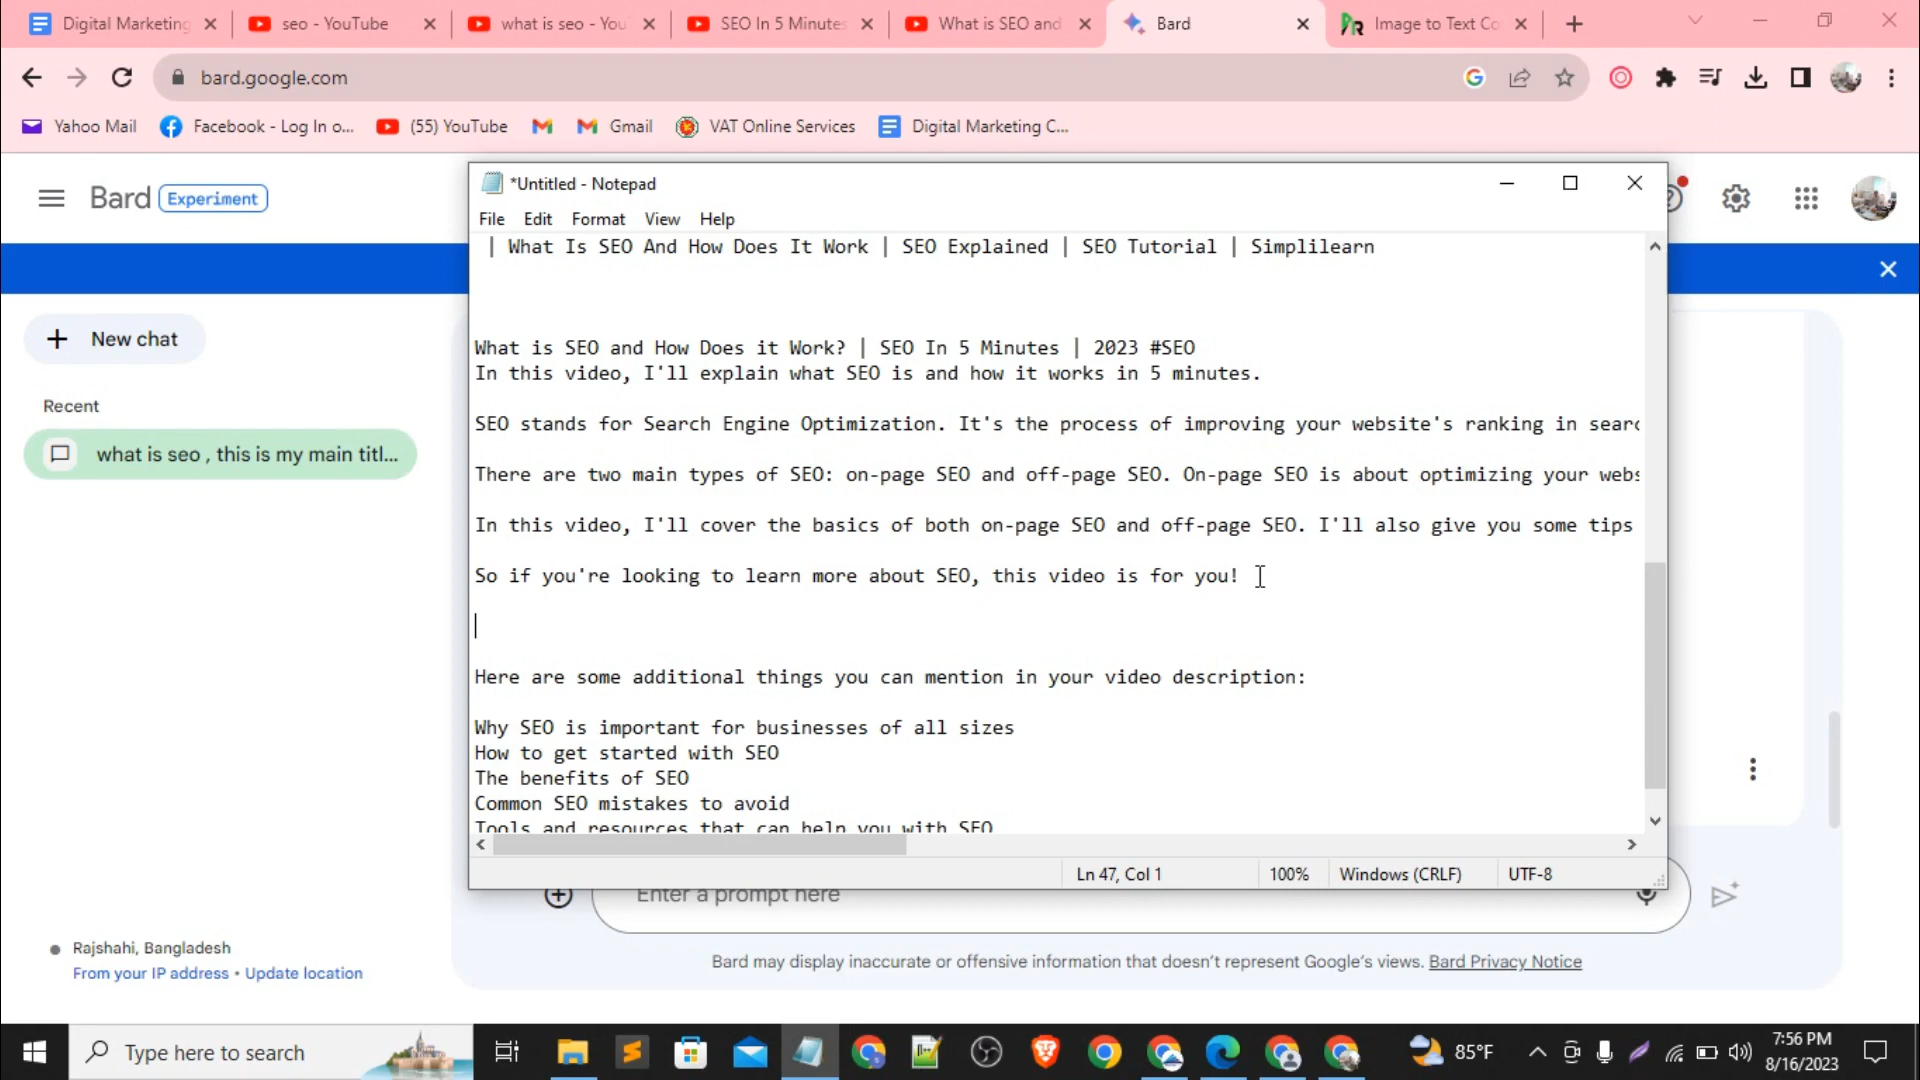 Digital Marketing
seo - YouTube
what is seo - You
SEO In 5 Minutes
What is SEO and
Bard
Image to Text Co
bard.google.com
Yahoo Mail
Facebook - Log In o...
(55) YouTube
Gmail
VAT Online Services
Digital Marketing C...
Bard Experiment
*Untitled - Notepad
File Edit Format View Help
| What Is SEO And How Does It Work | SEO Explained | SEO Tutorial | Simplilearn
What is SEO and How Does it Work? | SEO In 5 Minutes | 2023 #SEO
In this video, I'll explain what SEO is and how it works in 5 minutes.
SEO stands for Search Engine Optimization. It's the process of improving your website's ranking in searc
There are two main types of SEO: on-page SEO and off-page SEO. On-page SEO is about optimizing your webs
In this video, I'll cover the basics of both on-page SEO and off-page SEO. I'll also give you some tips
So if you're looking to learn more about SEO, this video is for you!
Here are some additional things you can mention in your video description:
Why SEO is important for businesses of all sizes
How to get started with SEO
The benefits of SEO
Common SEO mistakes to avoid
Tools and resources that can help you with SEO
Ln 47, Col 1
100%
Windows (CRLF)
UTF-8
New chat
Recent
what is seo , this is my main titl...
Enter a prompt here
Rajshahi, Bangladesh
From your IP address • Update location
Bard may display inaccurate or offensive information that doesn't represent Google's views. Bard Privacy Notice
Type here to search
85°F
7:56 PM
8/16/2023